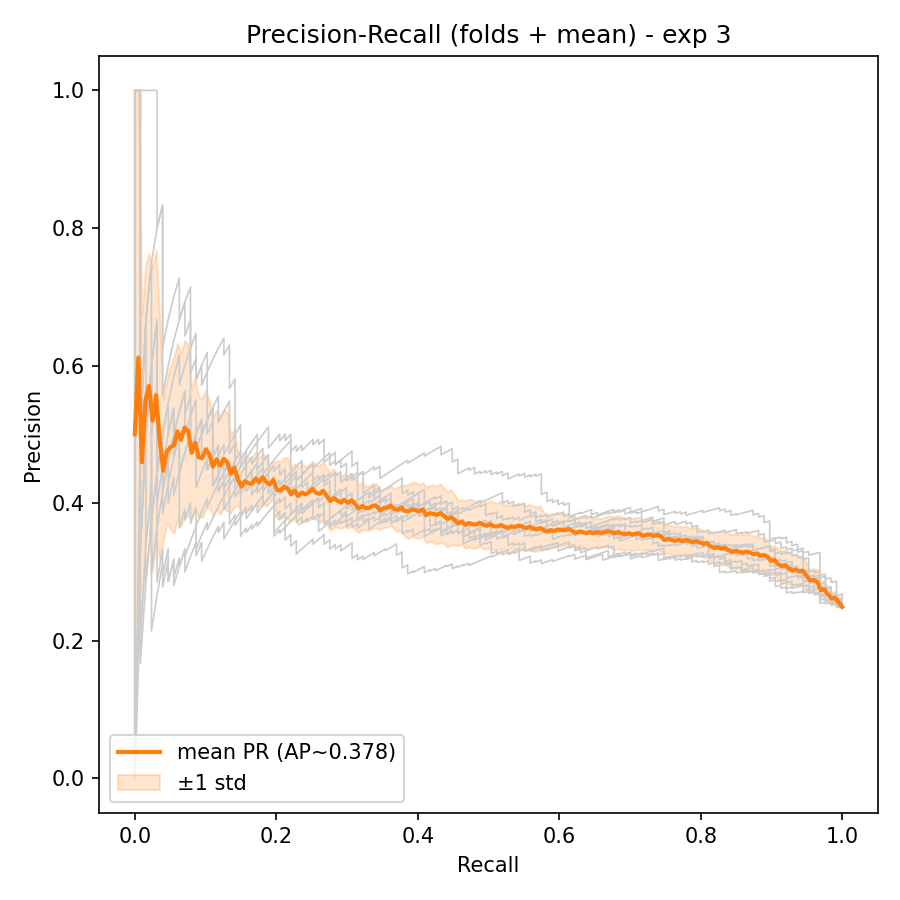 Precision-Recall (folds + mean) - exp 3
Precision
1.0
0.8
0.6
0.4
0.2
0.0
mean PR (AP~0.378)
±1 std
0.0 0.2 0.4 0.6 0.8 1.0
Recall